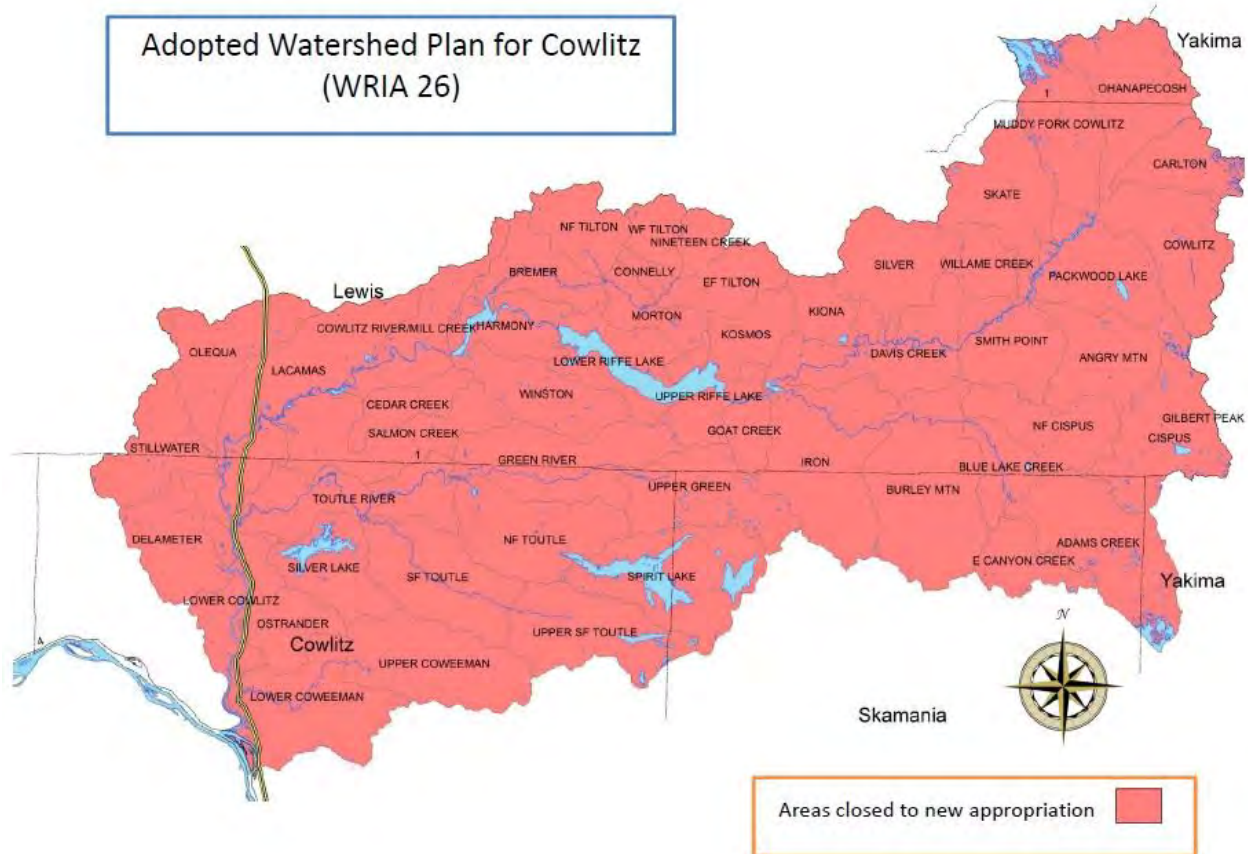 Adopted Watershed Plan for Cowlitz
(WRIA 26)
Yakima
OHANAPECOSH
1
MUDDY FORK COWLITZ
CARLTON
SKATE
NF TILTON
WF TILTON
NINETEEN CREEK
COWLITZ
SILVER
WILLAME CREEK
BREMER
CONNELLY
PACKWOOD LAKE
EF TILTON
Lewis
KIONA
MORTON
COWLITZ RIVER/MILL CREEK
HARMONY
KOSMOS
SMITH POINT
OLEQUA
DAVIS CREEK
ANGRY MTN
LOWER RIFFE LAKE
LACAMAS
WINSTON
UPPER RIFFE LAKE
CEDAR CREEK
GILBERT PEAK
NF CISPUS
SALMON CREEK
GOAT CREEK
CISPUS
STILLWATER
1
GREEN RIVER
IRON
BLUE LAKE CREEK
UPPER GREEN
BURLEY MTN
TOUTLE RIVER
DELAMETER
NF TOUTLE
ADAMS CREEK
SILVER LAKE
E CANYON CREEK
SF TOUTLE
SPIRIT LAKE
Yakima
LOWER COWLITZ
N
OSTRANDER
UPPER SF TOUTLE
4
Cowlitz
UPPER COWEEMAN
LOWER COWEEMAN
Skamania
Areas closed to new appropriation